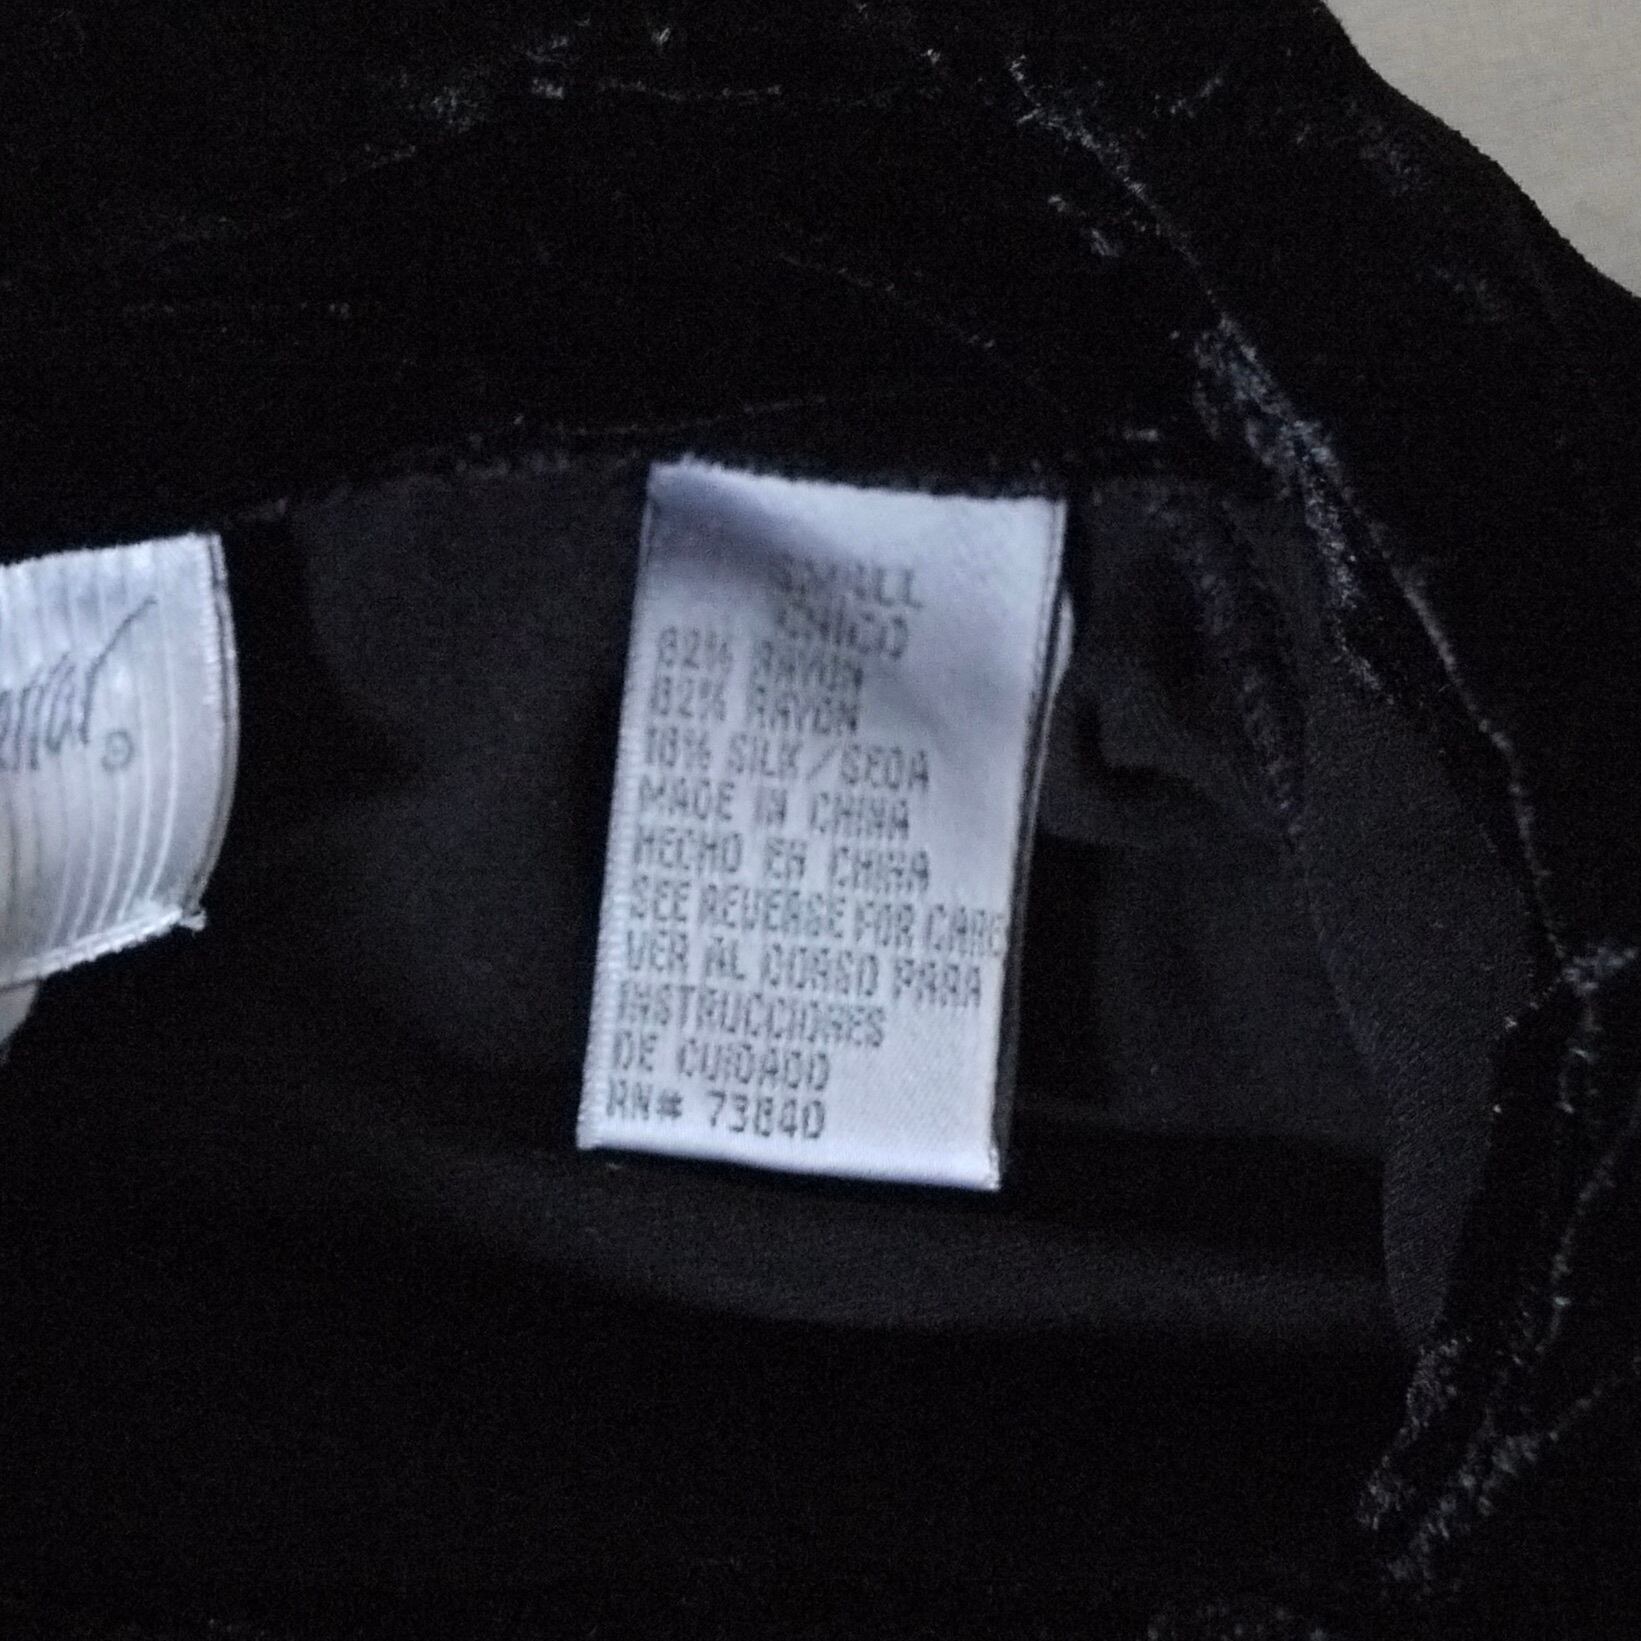 SMALL
CHICO
82% RAYON
82% RAYON
18% SILK/SEDA
MADE IN CHINA
HECHO EN CHINA
SEE REVERSE FOR CARE
VER AL DORSO PARA
INSTRUCCIONES
DE CUIDADO
RN# 73840